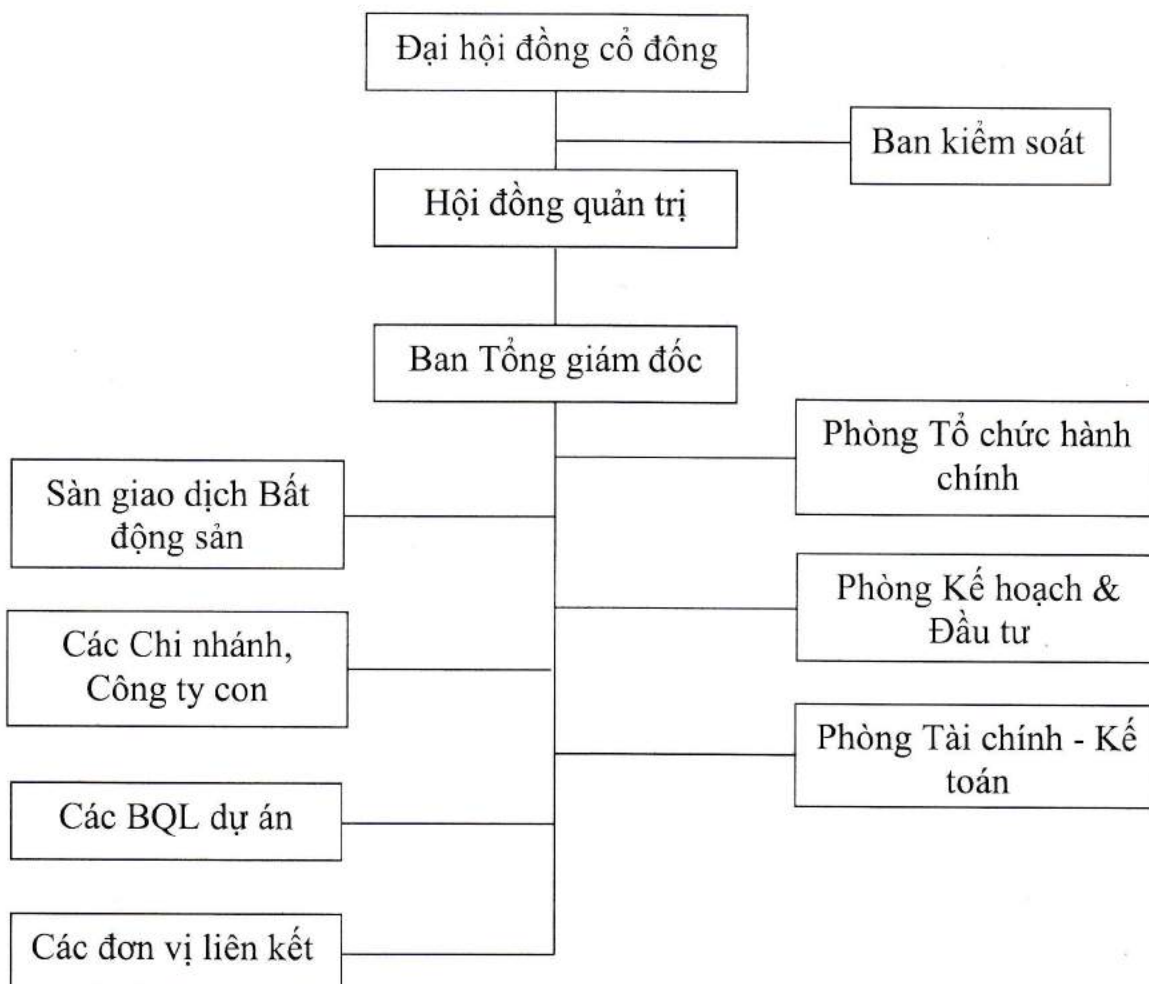 Đại hội đồng cổ đông
Ban kiểm soát
Hội đồng quản trị
Ban Tổng giám đốc
Phòng Tổ chức hành
chính
Sàn giao dịch Bất
động sản
Phòng Kế hoạch &
Đầu tư
Các Chi nhánh,
Công ty con
Phòng Tài chính - Kế
toán
Các BQL dự án
Các đơn vị liên kết